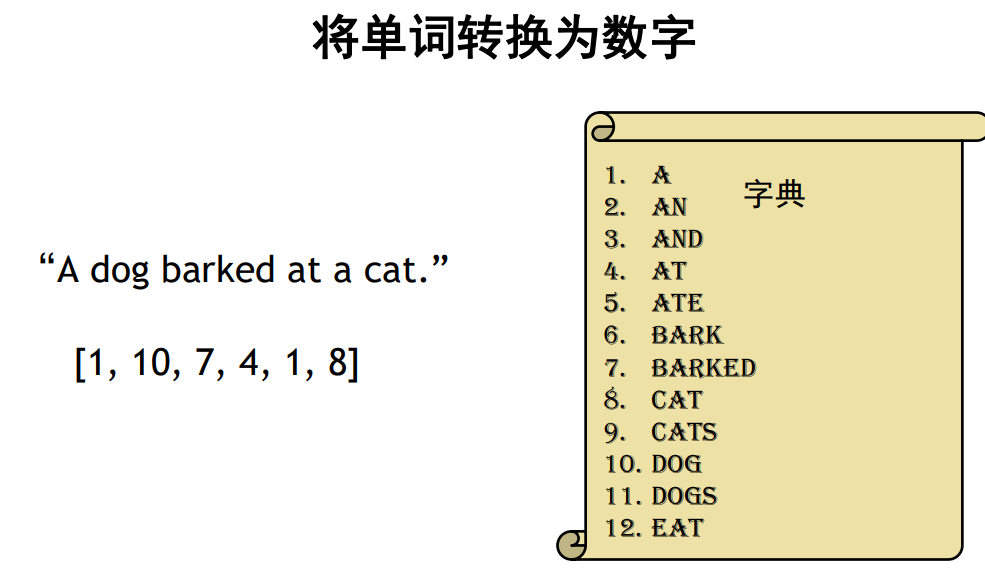 将单词转换为数字
“A dog barked at a cat.”
[1, 10, 7, 4, 1, 8]
字典
1. A
2. AN
3. AND
4. AT
5. ATE
6. BARK
7. BARKED
8. CAT
9. CATS
10. DOG
11. DOGS
12. EAT